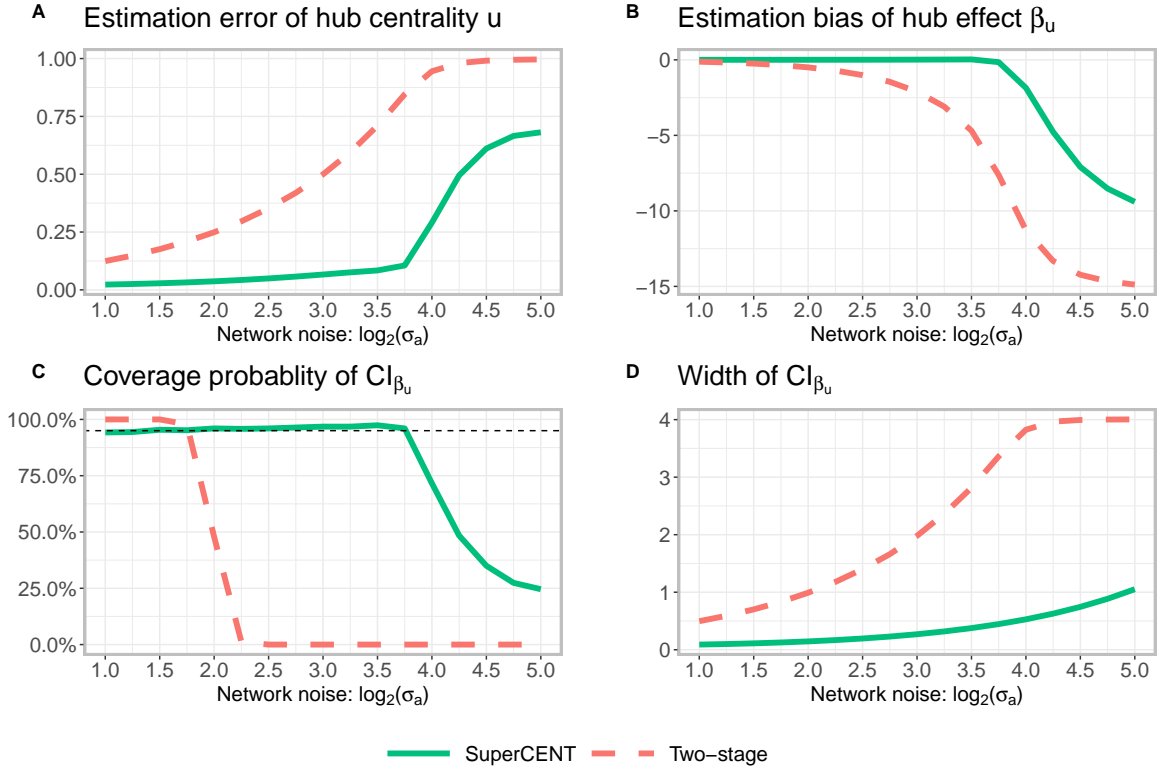 A Estimation error of hub centrality u
1.00
0.75
0.50
0.25
0.00
1.0 1.5 2.0 2.5 3.0 3.5 4.0 4.5 5.0
Network noise: log2(σa)
B Estimation bias of hub effect βu
0
−5
−10
−15
1.0 1.5 2.0 2.5 3.0 3.5 4.0 4.5 5.0
Network noise: log2(σa)
C Coverage probablity of CIβu
100.0%
75.0%
50.0%
25.0%
0.0%
1.0 1.5 2.0 2.5 3.0 3.5 4.0 4.5 5.0
Network noise: log2(σa)
D Width of CIβu
4
3
2
1
0
1.0 1.5 2.0 2.5 3.0 3.5 4.0 4.5 5.0
Network noise: log2(σa)
SuperCENT Two−stage